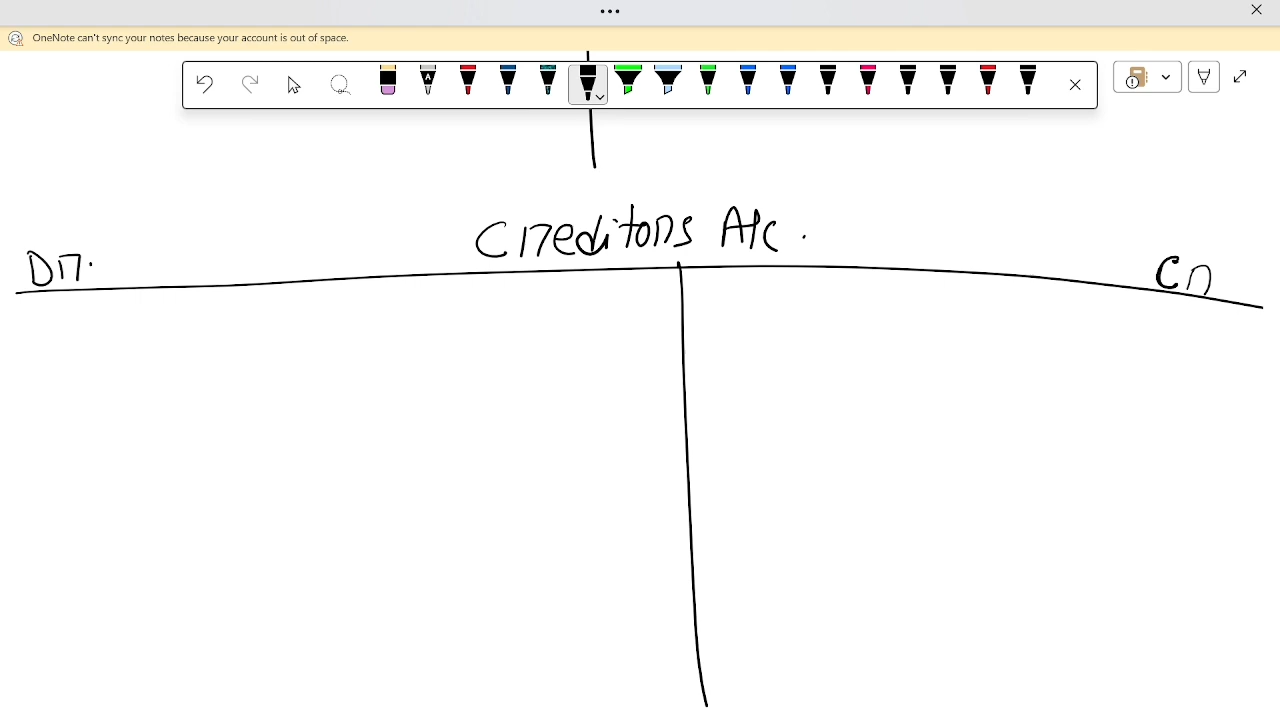 OneNote can't sync your notes because your account is out of space.
A
Creditors A/c.
Dr.
Cr